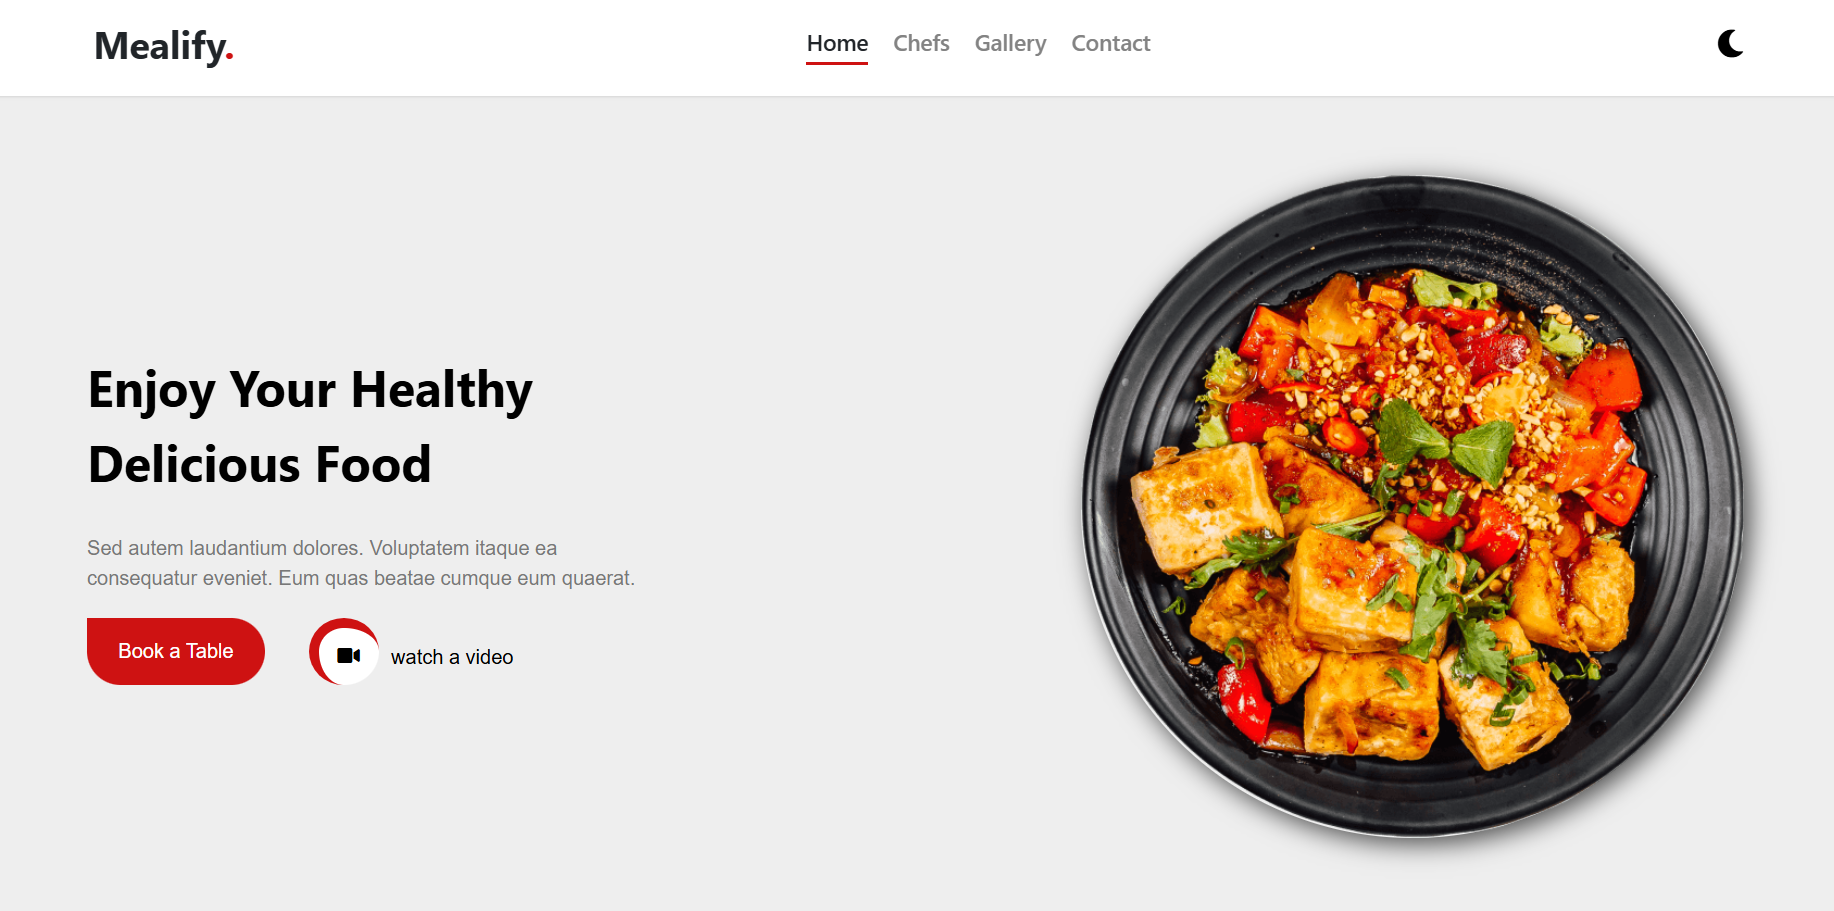 Mealify.
Home Chefs Gallery Contact
Enjoy Your Healthy
Delicious Food
Sed autem laudantium dolores. Voluptatem itaque ea
consequatur eveniet. Eum quas beatae cumque eum quaerat.
Book a Table
watch a video